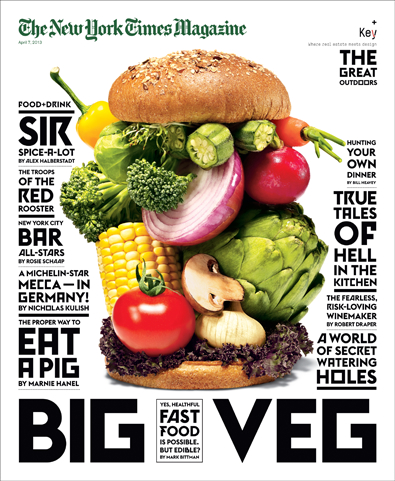 The New York Times Magazine
April 7, 2013
+
Key
where real estate meets design
THE
GREAT
OUTDOORS
FOOD+DRINK
SIR
SPICE-A-LOT
BY ALEX HALBERSTADT
THE TROOPS
OF THE
RED
ROOSTER
NEW YORK CITY
BAR
ALL-STARS
BY ROSIE SCHAAP
A MICHELIN-STAR
MECCA — IN
GERMANY!
BY NICHOLAS KULISH
THE PROPER WAY TO
EAT
A PIG
BY MARNIE HANEL
HUNTING
YOUR
OWN
DINNER
BY BILL HEAVEY
TRUE
TALES
OF
HELL
IN THE
KITCHEN
THE FEARLESS,
RISK-LOVING
WINEMAKER
BY ROBERT DRAPER
A WORLD
OF SECRET
WATERING
HOLES
BIG VEG
YES, HEALTHFUL
FAST
FOOD
IS POSSIBLE.
BUT EDIBLE?
BY MARK BITTMAN